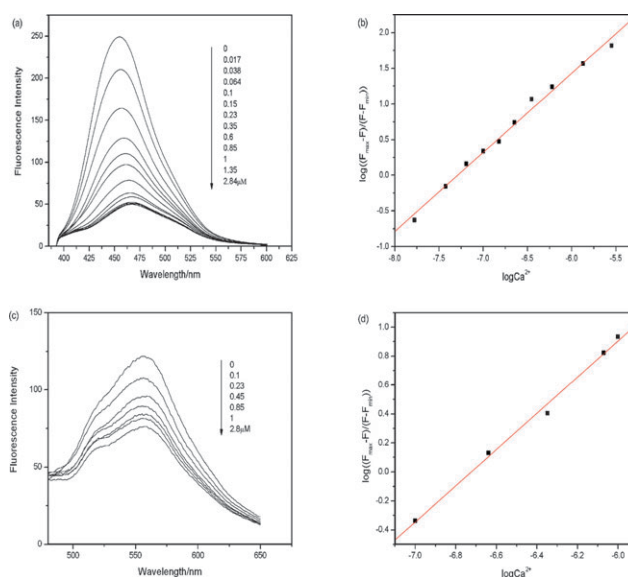 (a)
Fluorescence Intensity
250
200
150
100
50
0
0
0.017
0.038
0.064
0.1
0.15
0.23
0.35
0.6
0.85
1
1.35
2.84μM
400 425 450 475 500 525 550 575 600 625
Wavelength/nm
(b)
log((Fmax-F)/(F-Fmin))
2.0
1.5
1.0
0.5
0.0
-0.5
-1.0
-8.0 -7.5 -7.0 -6.5 -6.0 -5.5
logCa²⁺
(c)
Fluorescence Intensity
150
100
50
0
0
0.1
0.23
0.45
0.85
1
2.8μM
500 550 600 650
Wavelength/nm
(d)
log((Fmax-F)/(F-Fmin))
1.0
0.8
0.6
0.4
0.2
0.0
-0.2
-0.4
-7.0 -6.8 -6.6 -6.4 -6.2 -6.0
logCa²⁺